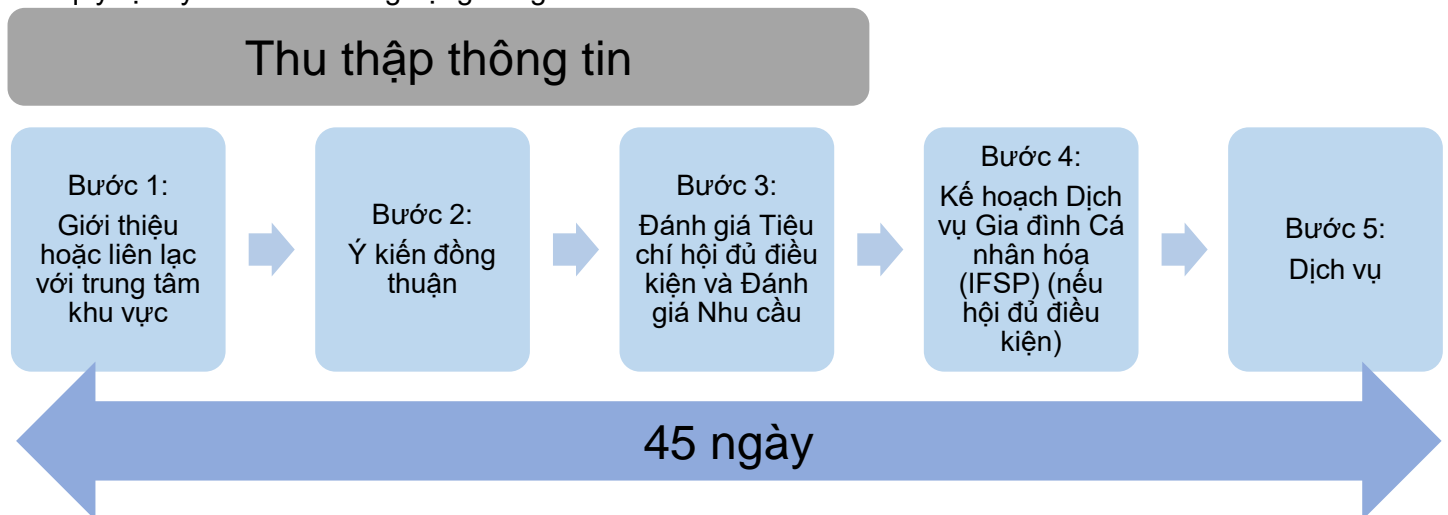 Thu thập thông tin
Bước 1:
Giới thiệu
hoặc liên lạc
với trung tâm
khu vực
Bước 2:
Ý kiến đồng
thuận
Bước 3:
Đánh giá Tiêu
chí hội đủ điều
kiện và Đánh
giá Nhu cầu
Bước 4:
Kế hoạch Dịch
vụ Gia đình Cá
nhân hóa
(IFSP) (nếu
hội đủ điều
kiện)
Bước 5:
Dịch vụ
45 ngày